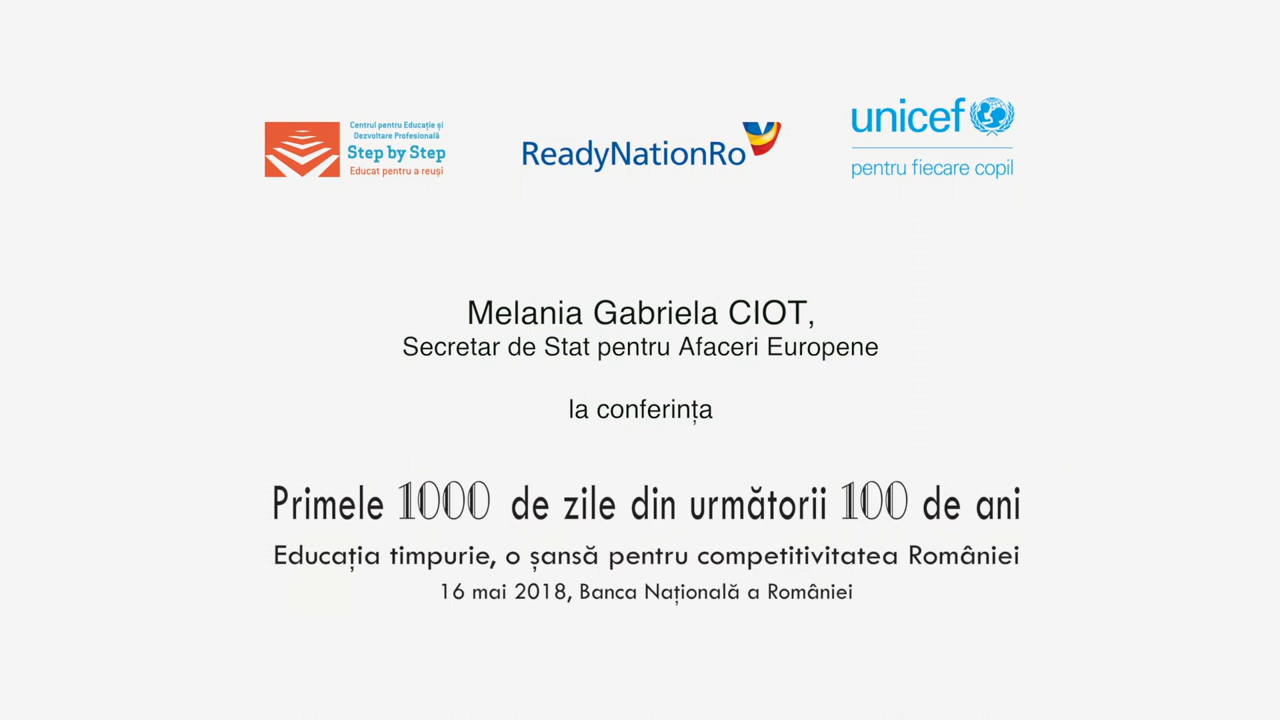 Centrul pentru Educație și
Dezvoltare Profesională
Step by Step
Educat pentru a reuși
ReadyNationRo
unicef
pentru fiecare copil
Melania Gabriela CIOT,
Secretar de Stat pentru Afaceri Europene
la conferința
Primele 1000 de zile din următorii 100 de ani
Educația timpurie, o șansă pentru competitivitatea României
16 mai 2018, Banca Națională a României